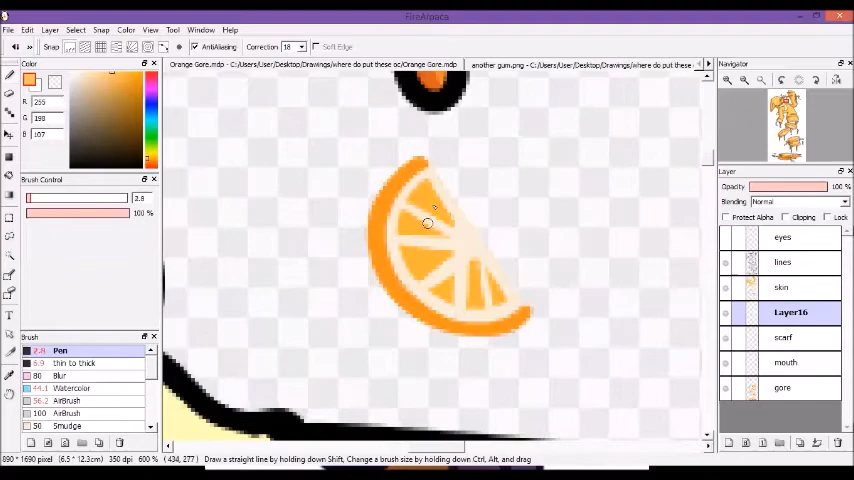 FireAlpaca
File Edit Layer Color Snap Select View Tool Window Help
Snap AntiAliasing Correction 18 Soft Edge
Color
Orange Gore.mdp - C:/Users/User/Desktop/Drawings/where do put these oc/Orange Gore.mdp
another gum.png - C:/Users/User/Desktop/Drawings/where do put these
Navigator
R
255
G
198
B
107
Brush Control
2.8
100 %
Layer
Opacity 100 %
Blending Normal
Protect Alpha Clipping Lock
eyes
lines
skin
Layer16
scarf
mouth
gore
Brush
2.8 Pen
6.9 thin to thick
80 Blur
44.1 Watercolor
56.2 AirBrush
100 AirBrush
50 Smudge
890 * 1690 pixel (6.5 * 12.3cm) 350 dpi 600 % ( 434, 277 ) Draw a straight line by holding down Shift, Change a brush size by holding down Ctrl, Alt, and drag